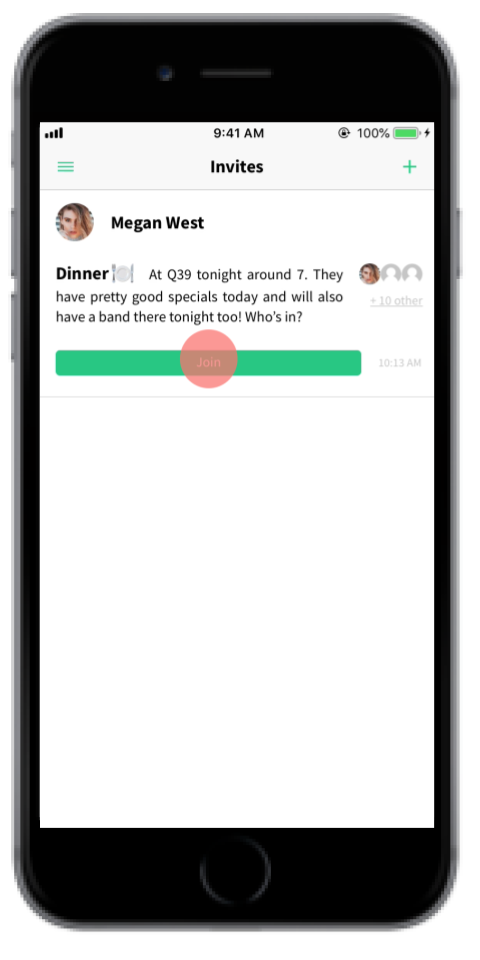 9:41 AM 100%
Invites
Megan West
Dinner🍽 At Q39 tonight around 7. They
have pretty good specials today and will also
+ 10 other
have a band there tonight too! Who's in?
Join
10:13 AM